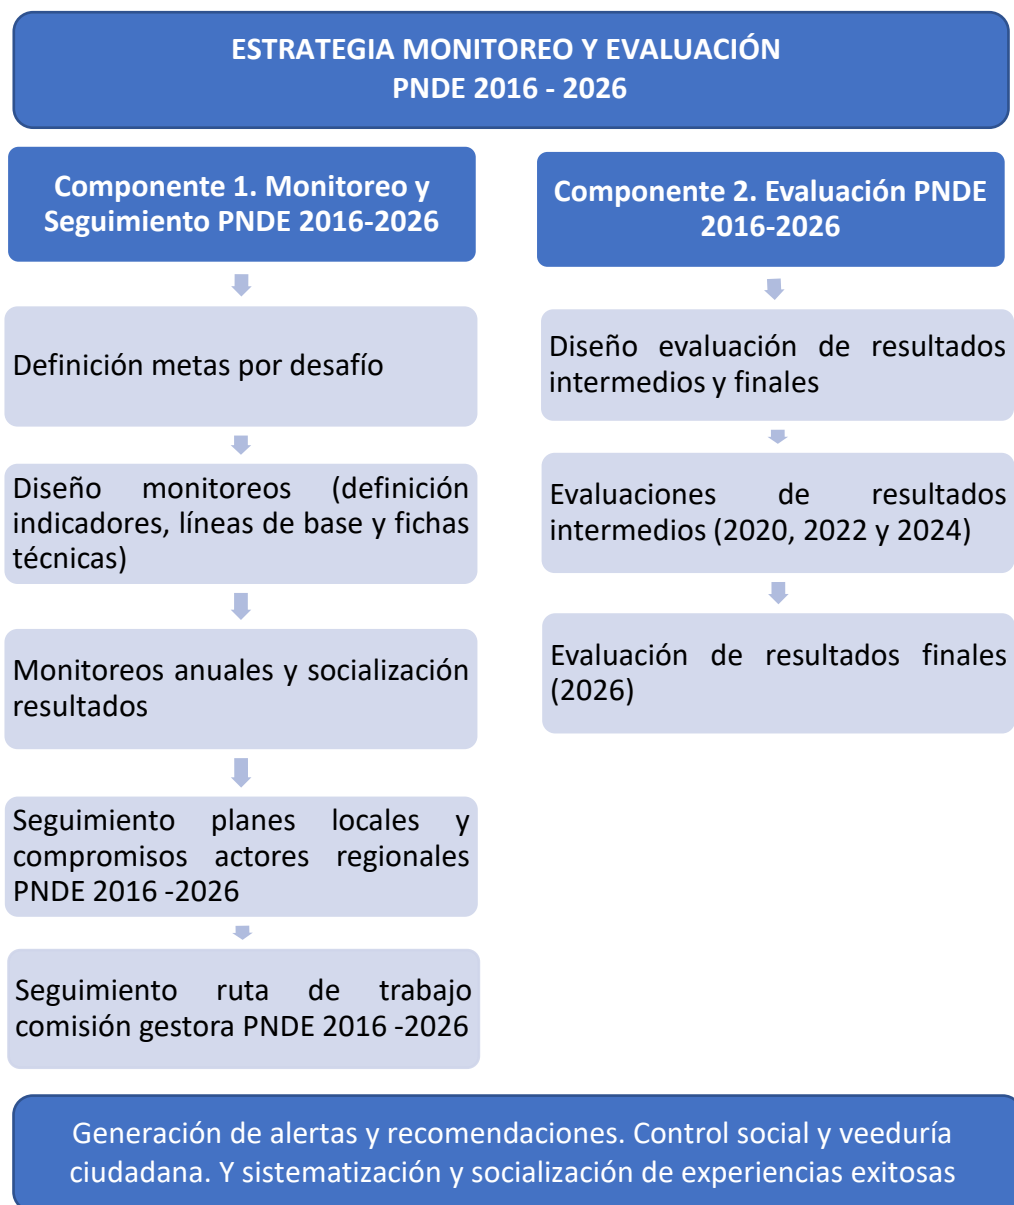 ESTRATEGIA MONITOREO Y EVALUACIÓN
PNDE 2016 - 2026
Componente 1. Monitoreo y
Seguimiento PNDE 2016-2026
Definición metas por desafío
Diseño monitoreos (definición
indicadores, líneas de base y fichas
técnicas)
Monitoreos anuales y socialización
resultados
Seguimiento planes locales y
compromisos actores regionales
PNDE 2016 -2026
Seguimiento ruta de trabajo
comisión gestora PNDE 2016 -2026
Componente 2. Evaluación PNDE
2016-2026
Diseño evaluación de resultados
intermedios y finales
Evaluaciones de resultados
intermedios (2020, 2022 y 2024)
Evaluación de resultados finales
(2026)
Generación de alertas y recomendaciones. Control social y veeduría
ciudadana. Y sistematización y socialización de experiencias exitosas